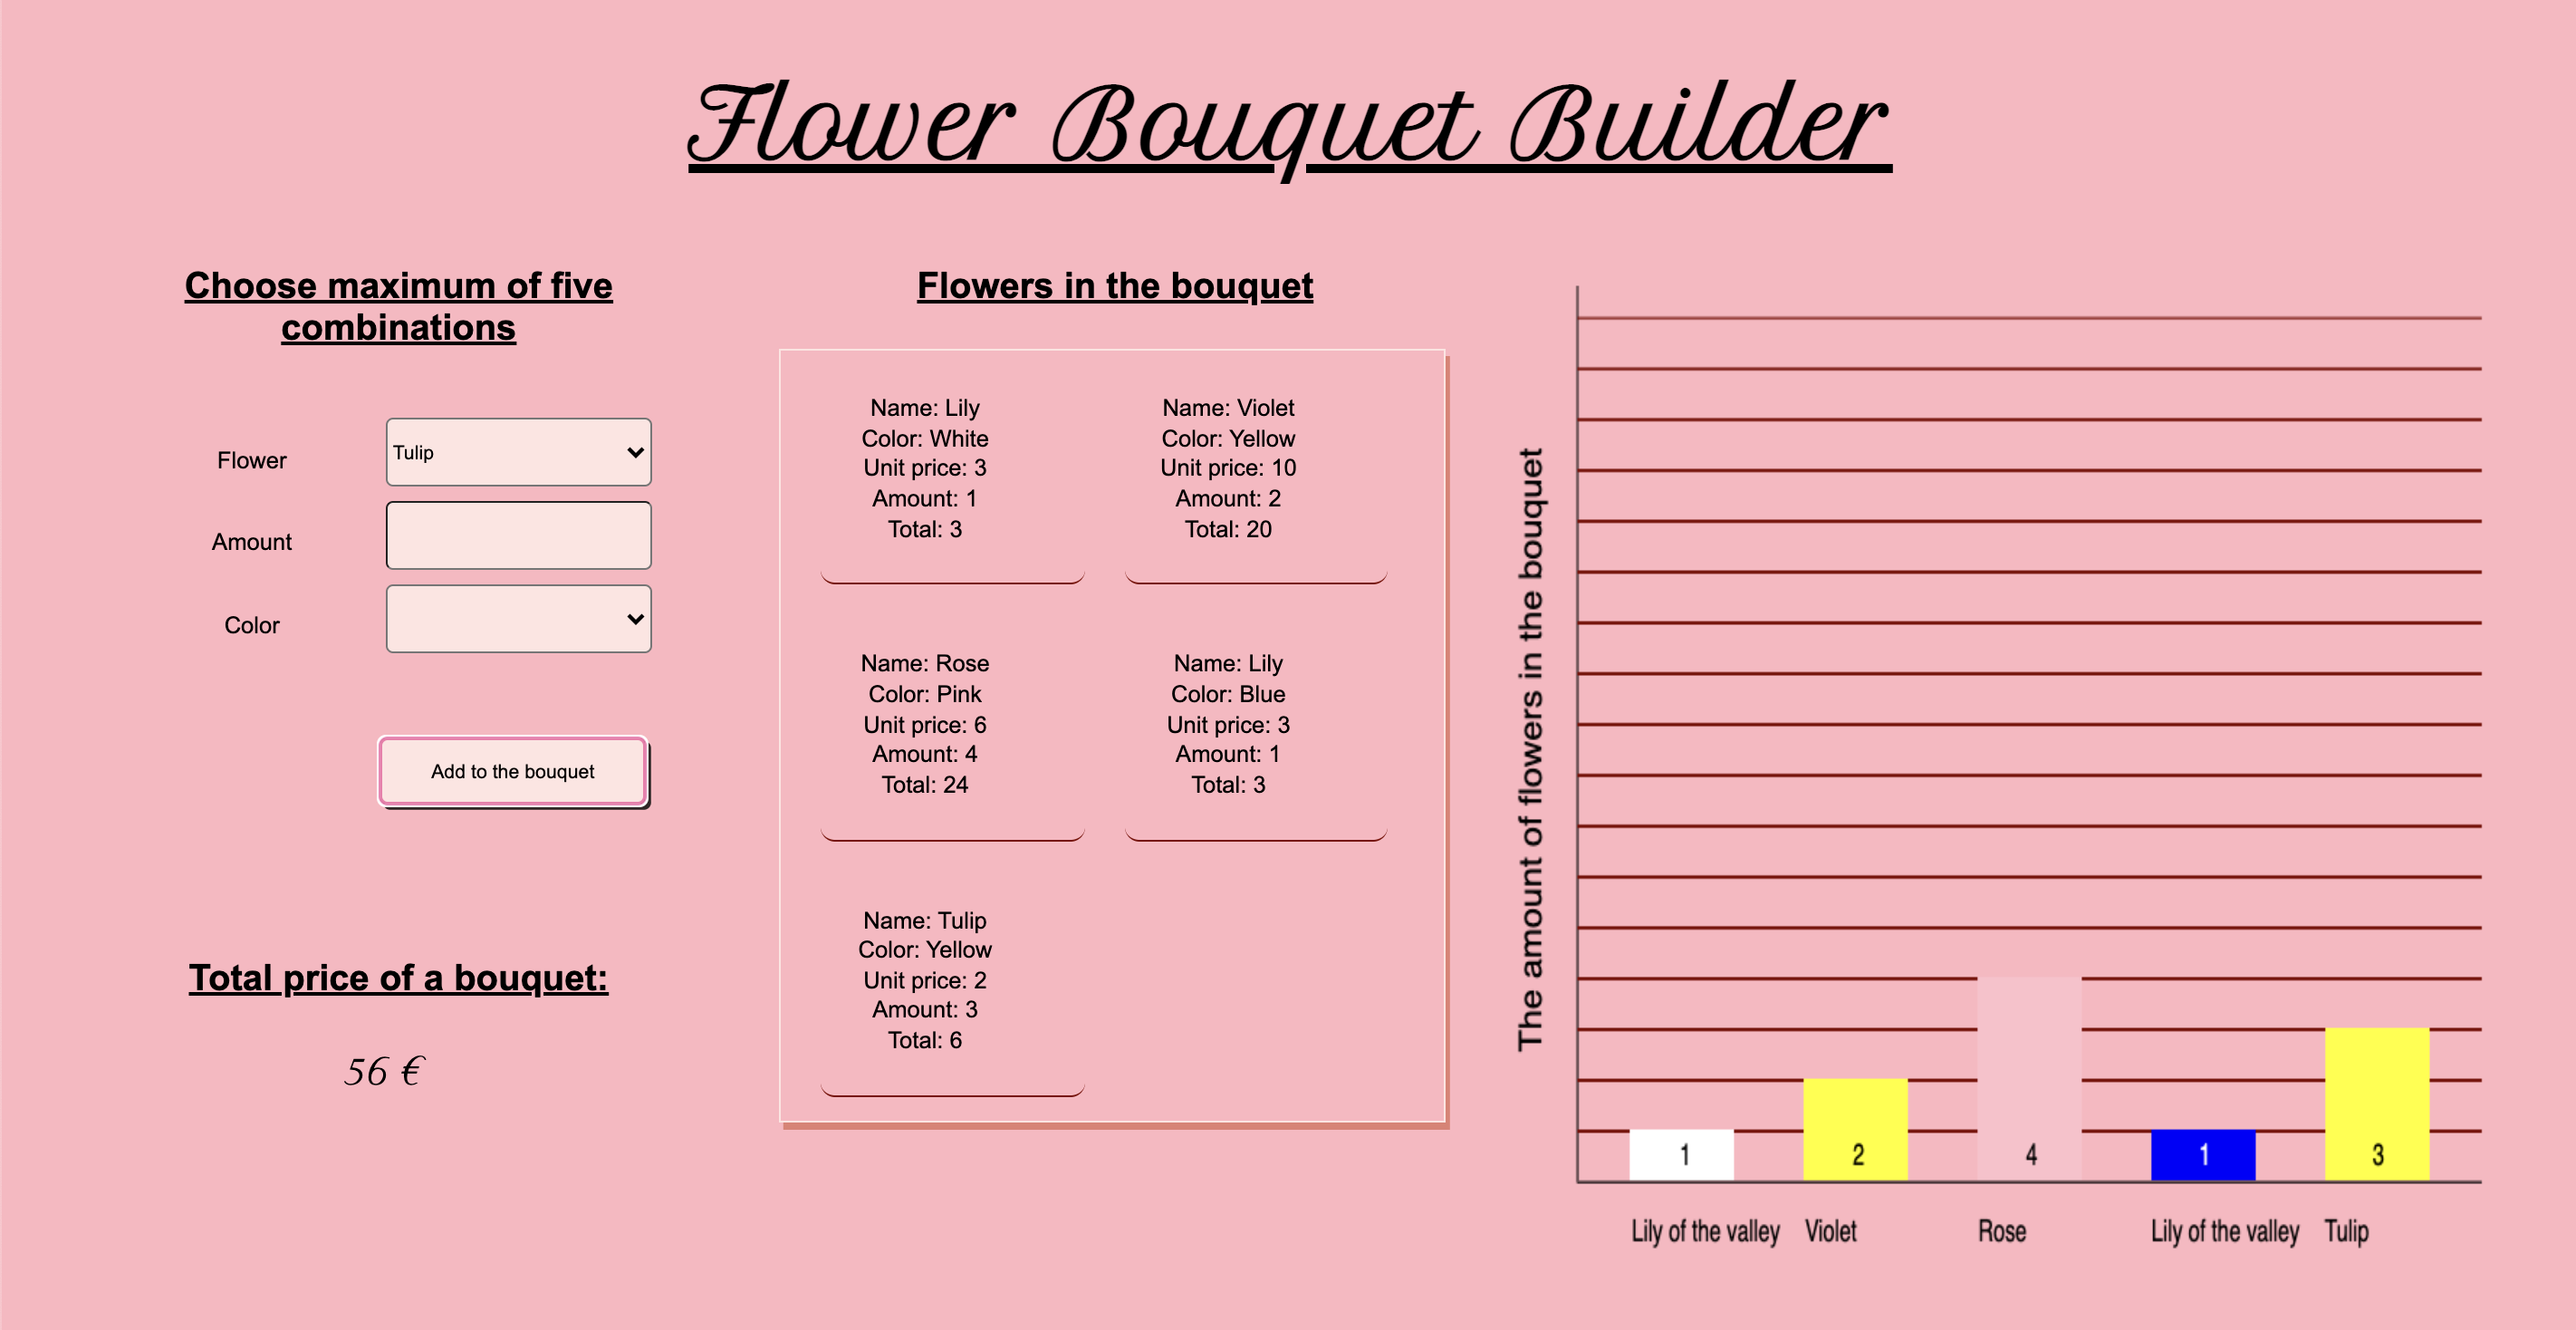 Flower Bouquet Builder
Choose maximum of five
combinations
Flower
Tulip
Amount
Color
Add to the bouquet
Total price of a bouquet:
56 €
Flowers in the bouquet
Name: Lily
Color: White
Unit price: 3
Amount: 1
Total: 3
Name: Violet
Color: Yellow
Unit price: 10
Amount: 2
Total: 20
Name: Rose
Color: Pink
Unit price: 6
Amount: 4
Total: 24
Name: Lily
Color: Blue
Unit price: 3
Amount: 1
Total: 3
Name: Tulip
Color: Yellow
Unit price: 2
Amount: 3
Total: 6
The amount of flowers in the bouquet
1 2 4 1 3
Lily of the valley Violet Rose Lily of the valley Tulip